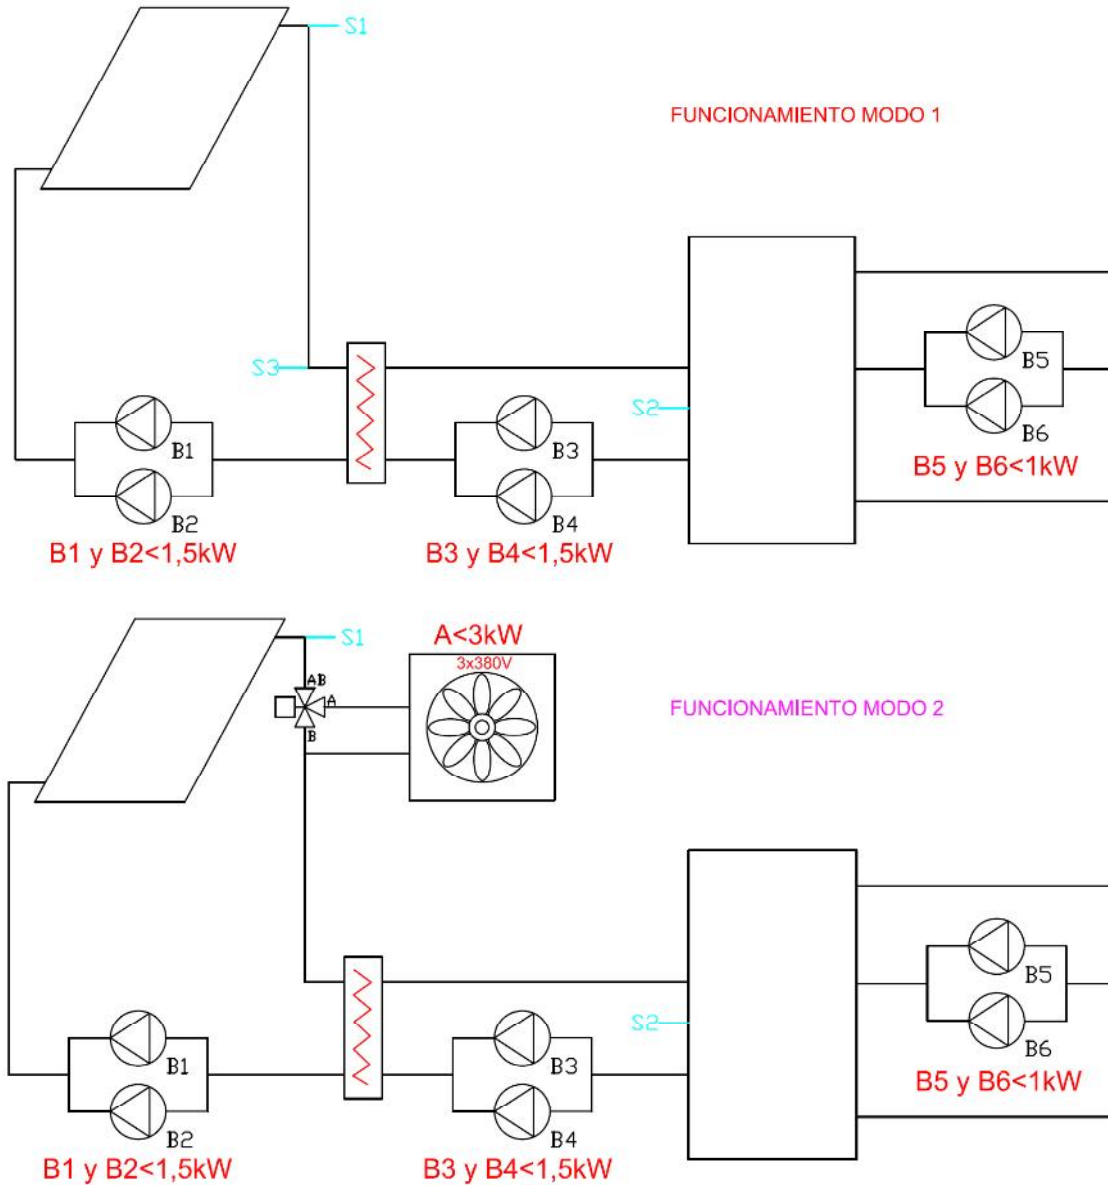 S1
FUNCIONAMIENTO MODO 1
S3
S2
B5
B6
B5 y B6<1kW
B1
B2
B1 y B2<1,5kW
B3
B4
B3 y B4<1,5kW
S1
A<3kW
3x380V
AB
A
B
FUNCIONAMIENTO MODO 2
S2
B5
B6
B5 y B6<1kW
B1
B2
B1 y B2<1,5kW
B3
B4
B3 y B4<1,5kW